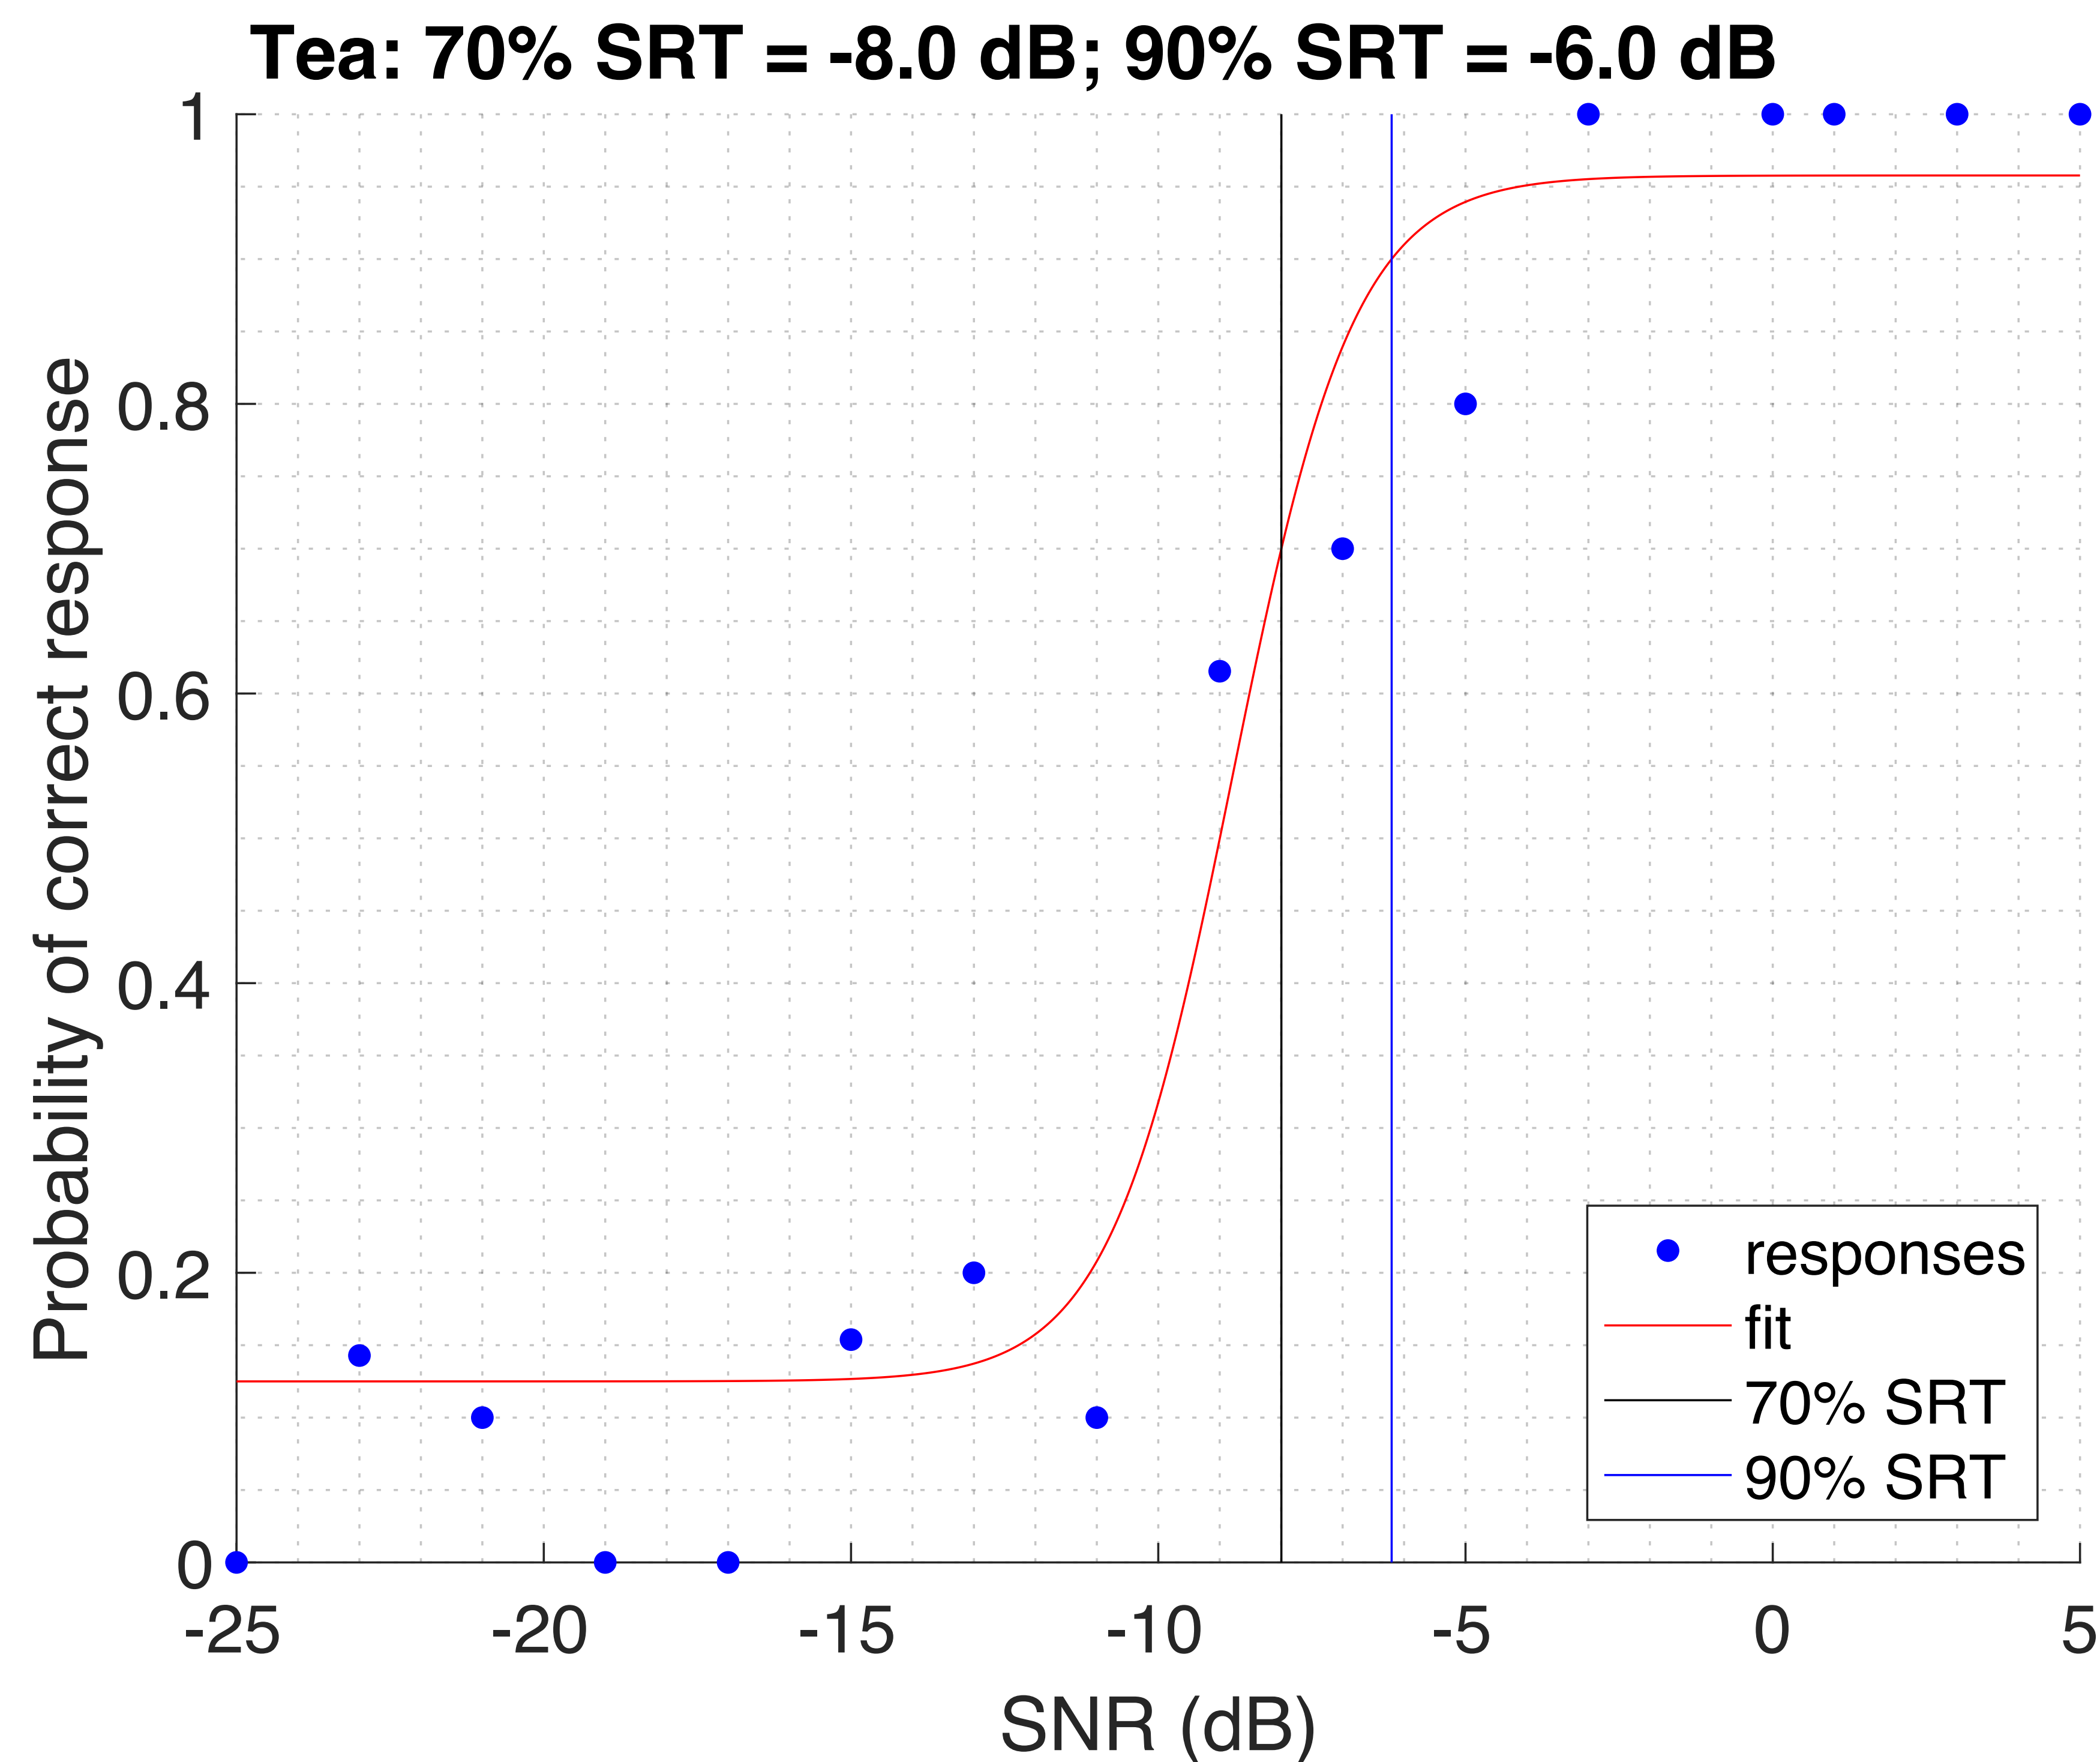 Tea: 70% SRT = -8.0 dB; 90% SRT = -6.0 dB
Probability of correct response
1
0.8
0.6
0.4
0.2
0
-25 -20 -15 -10 -5 0 5
SNR (dB)
responses
fit
70% SRT
90% SRT